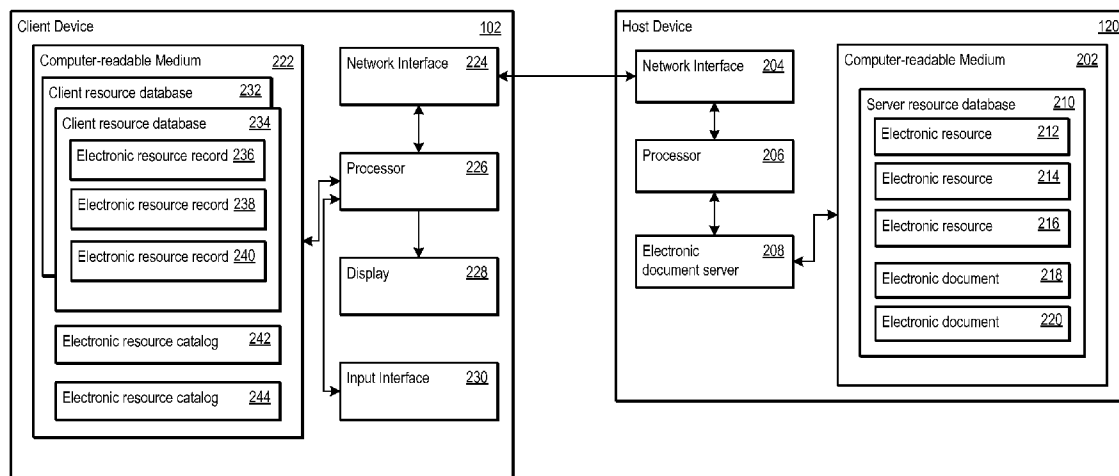 Client Device 102
Computer-readable Medium 222
Client resource database 232
Client resource database 234
Electronic resource record 236
Electronic resource record 238
Electronic resource record 240
Electronic resource catalog 242
Electronic resource catalog 244
Network Interface 224
Processor 226
Display 228
Input Interface 230
Host Device 120
Network Interface 204
Processor 206
Electronic 208
document server
Computer-readable Medium 202
Server resource database 210
Electronic resource 212
Electronic resource 214
Electronic resource 216
Electronic document 218
Electronic document 220